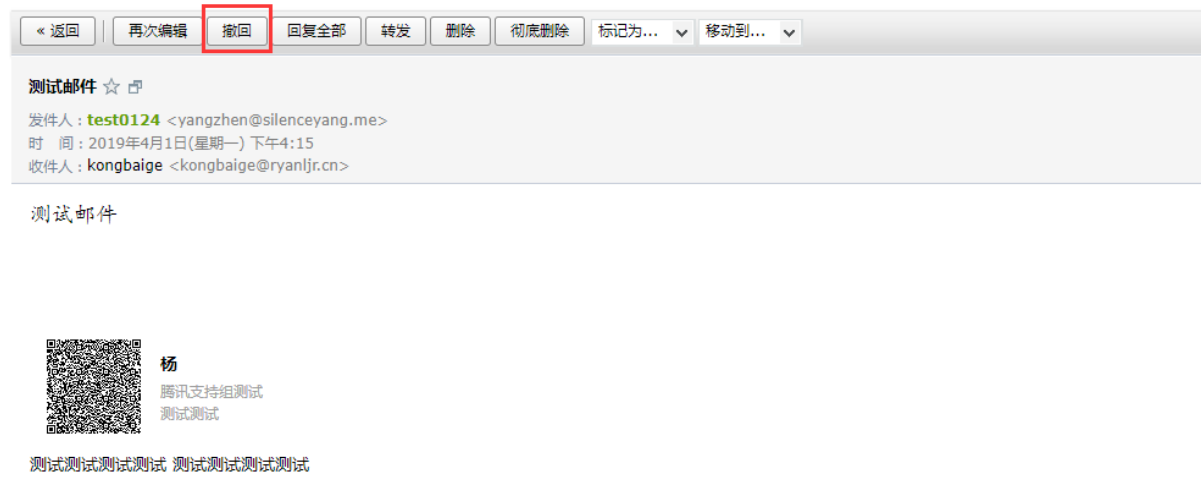 « 返回 再次编辑 撤回 回复全部 转发 删除 彻底删除 标记为... 移动到...
测试邮件
发件人：test0124 <yangzhen@silenceyang.me>
时 间：2019年4月1日(星期一) 下午4:15
收件人：kongbaige <kongbaige@ryanljr.cn>
测试邮件
杨
腾讯支持组测试
测试测试
测试测试测试测试 测试测试测试测试